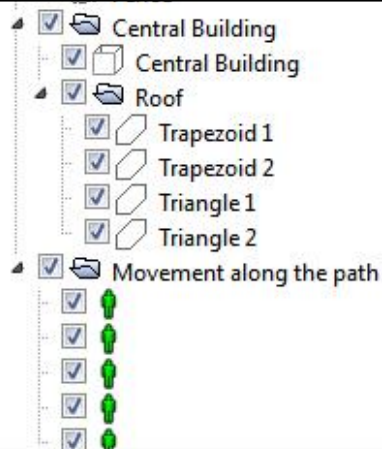 Central Building
Central Building
Roof
Trapezoid 1
Trapezoid 2
Triangle 1
Triangle 2
Movement along the path